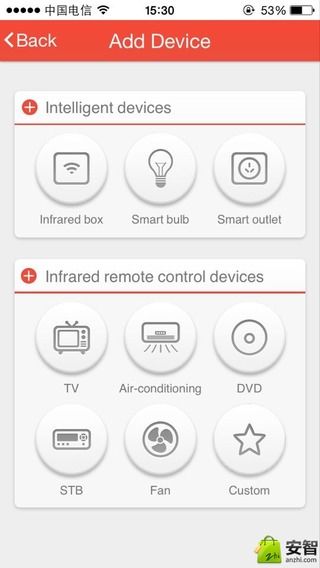 中国电信 15:30 53%
Back Add Device
Intelligent devices
Infrared box Smart bulb Smart outlet
Infrared remote control devices
TV Air-conditioning DVD
STB Fan Custom
安智
anzhi.com